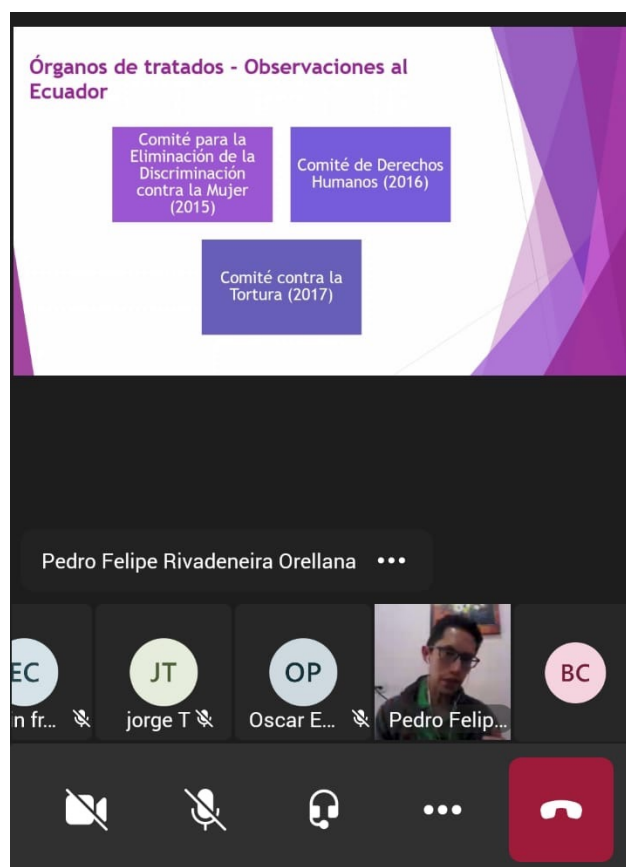 Órganos de tratados - Observaciones al
Ecuador
Comité para la
Eliminación de la
Discriminación
contra la Mujer
(2015)
Comité de Derechos
Humanos (2016)
Comité contra la
Tortura (2017)
Pedro Felipe Rivadeneira Orellana
EC
JT
OP
BC
n fr...
jorge T
Oscar E...
Pedro Felip...